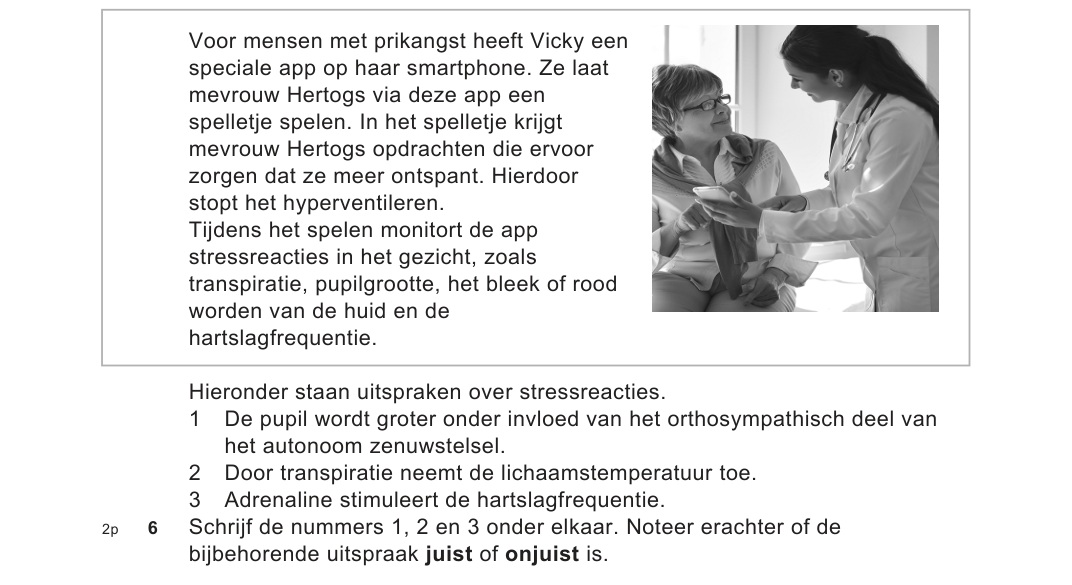 Voor mensen met prikangst heeft Vicky een
speciale app op haar smartphone. Ze laat
mevrouw Hertogs via deze app een
spelletje spelen. In het spelletje krijgt
mevrouw Hertogs opdrachten die ervoor
zorgen dat ze meer ontspant. Hierdoor
stopt het hyperventileren.
Tijdens het spelen monitort de app
stressreacties in het gezicht, zoals
transpiratie, pupilgrootte, het bleek of rood
worden van de huid en de
hartslagfrequentie.
Hieronder staan uitspraken over stressreacties.
1 De pupil wordt groter onder invloed van het orthosympathisch deel van
het autonoom zenuwstelsel.
2 Door transpiratie neemt de lichaamstemperatuur toe.
3 Adrenaline stimuleert de hartslagfrequentie.
2p 6 Schrijf de nummers 1, 2 en 3 onder elkaar. Noteer erachter of de
bijbehorende uitspraak juist of onjuist is.